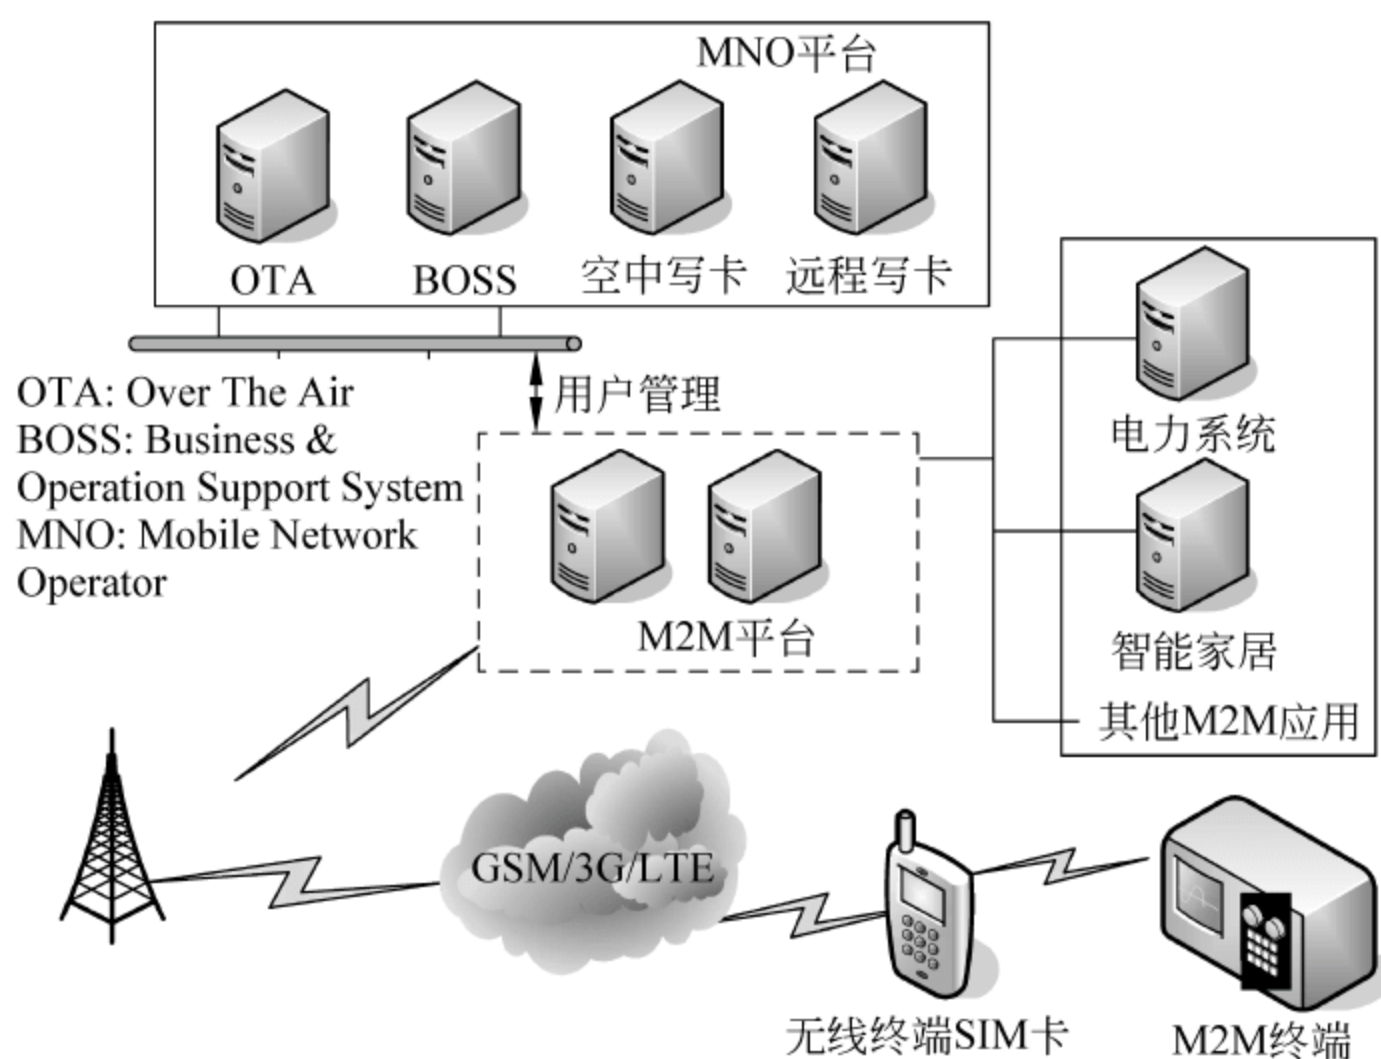 MNO平台
OTA
BOSS
空中写卡
远程写卡
OTA: Over The Air
BOSS: Business &
Operation Support System
MNO: Mobile Network
Operator
用户管理
M2M平台
电力系统
智能家居
其他M2M应用
GSM/3G/LTE
无线终端SIM卡
M2M终端